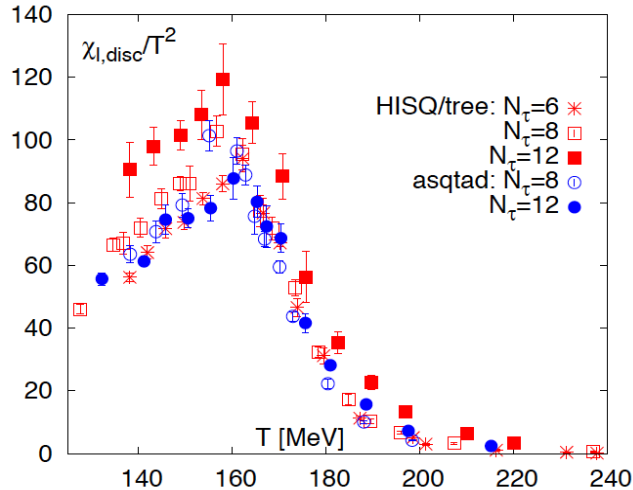 140
120
100
80
60
40
20
0
χl,disc/T²
HISQ/tree: Nτ=6
Nτ=8
Nτ=12
asqtad: Nτ=8
Nτ=12
T [MeV]
140 160 180 200 220 240